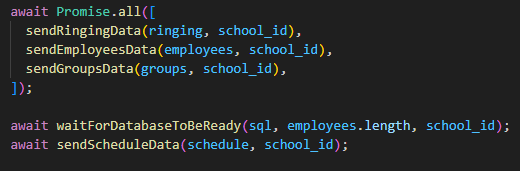 await Promise.all([
  sendRingingData(ringing, school_id),
  sendEmployeesData(employees, school_id),
  sendGroupsData(groups, school_id),
]);

await waitForDatabaseToBeReady(sql, employees.length, school_id);
await sendScheduleData(schedule, school_id);